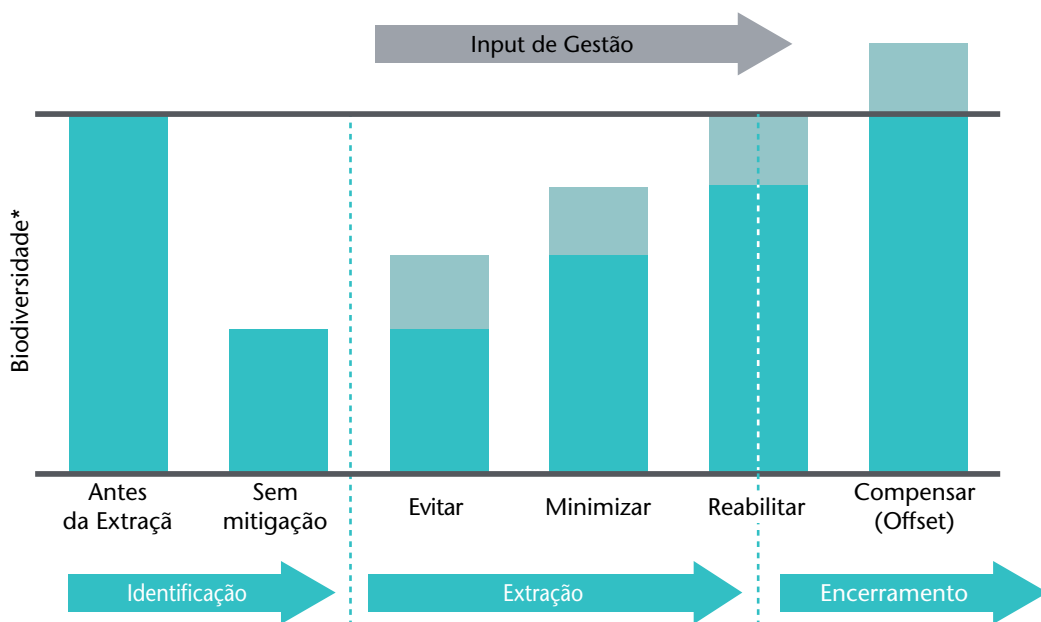 Input de Gestão
Biodiversidade*
Antes
da Extraçã
Sem
mitigação
Evitar
Minimizar
Reabilitar
Compensar
(Offset)
Identificação
Extração
Encerramento